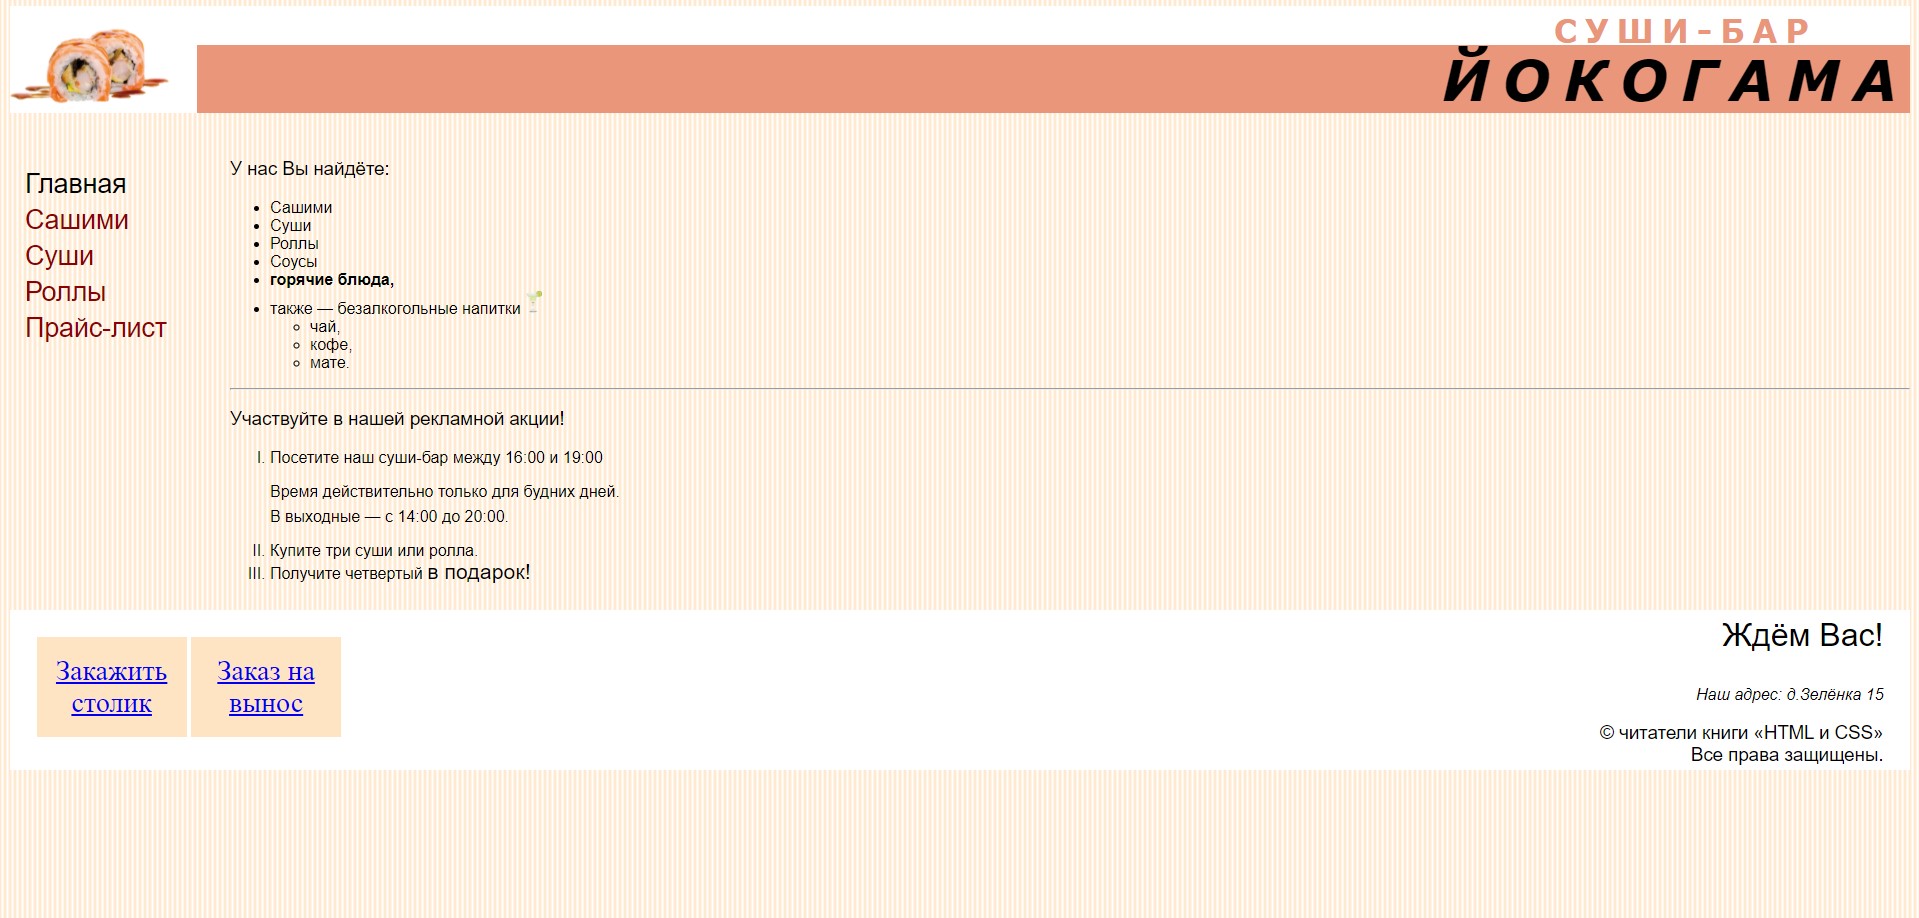 СУШИ-БАР
ЙОКОГАМА
Главная
Сашими
Суши
Роллы
Прайс-лист
У нас Вы найдёте:
Сашими
Суши
Роллы
Соусы
горячие блюда,
также — безалкогольные напитки
чай,
кофе,
мате.
Участвуйте в нашей рекламной акции!
I. Посетите наш суши-бар между 16:00 и 19:00
Время действительно только для будних дней.
В выходные — с 14:00 до 20:00.
II. Купите три суши или ролла.
III. Получите четвертый в подарок!
Закажить
столик
Заказ на
вынос
Ждём Вас!
Наш адрес: д.Зелёнка 15
© читатели книги «HTML и CSS»
Все права защищены.